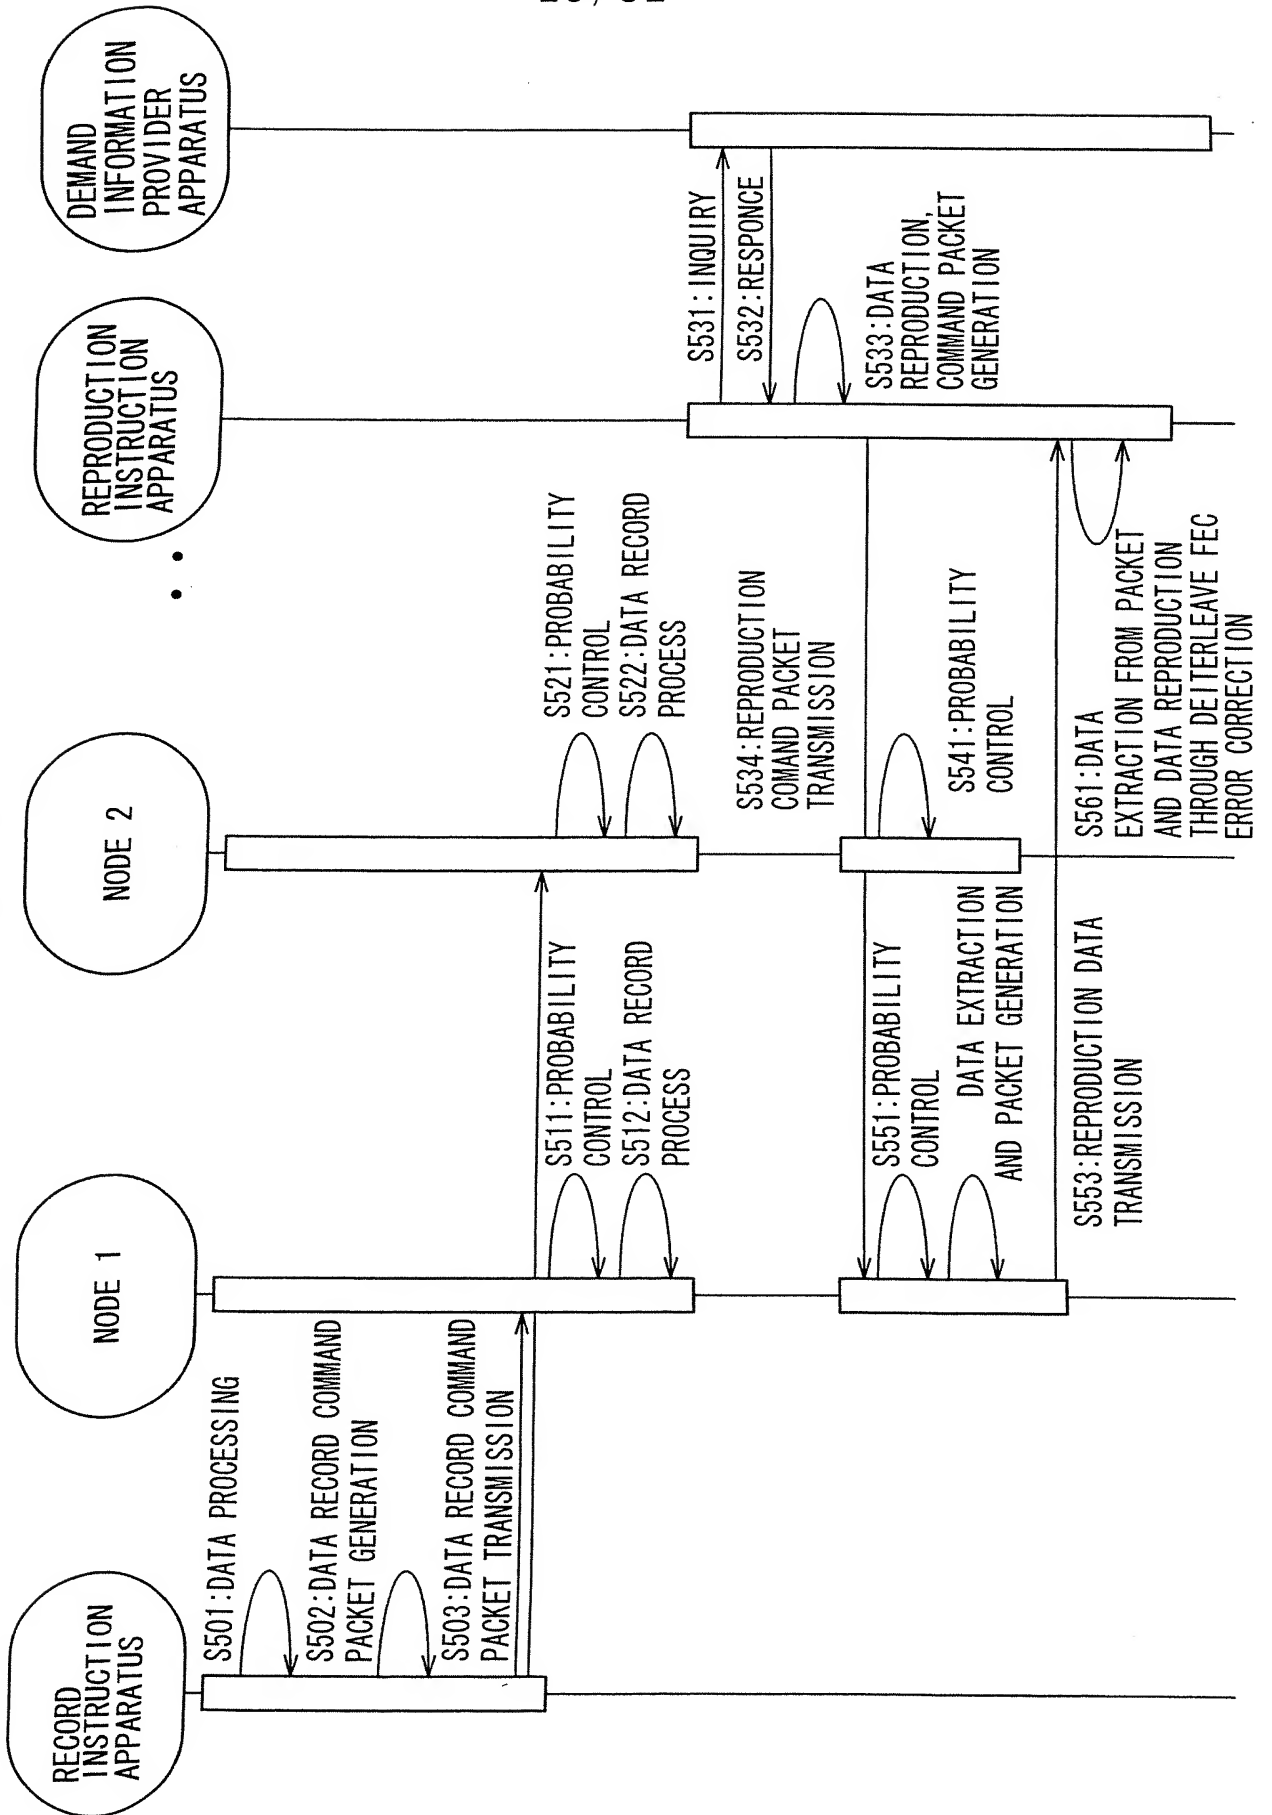 RECORD
INSTRUCTION
APPARATUS
NODE 1
NODE 2
REPRODUCTION
INSTRUCTION
APPARATUS
DEMAND
INFORMATION
PROVIDER
APPARATUS
S501:DATA PROCESSING
S502:DATA RECORD COMMAND
PACKET GENERATION
S503:DATA RECORD COMMAND
PACKET TRANSMISSION
S511:PROBABILITY
CONTROL
S512:DATA RECORD
PROCESS
S521:PROBABILITY
CONTROL
S522:DATA RECORD
PROCESS
S531:INQUIRY
S532:RESPONCE
S533:DATA
REPRODUCTION,
COMMAND PACKET
GENERATION
S534:REPRODUCTION
COMAND PACKET
TRANSMISSION
S541:PROBABILITY
CONTROL
S551:PROBABILITY
CONTROL
DATA EXTRACTION
AND PACKET GENERATION
S553:REPRODUCTION DATA
TRANSMISSION
S561:DATA
EXTRACTION FROM PACKET
AND DATA REPRODUCTION
THROUGH DEITERLEAVE FEC
ERROR CORRECTION